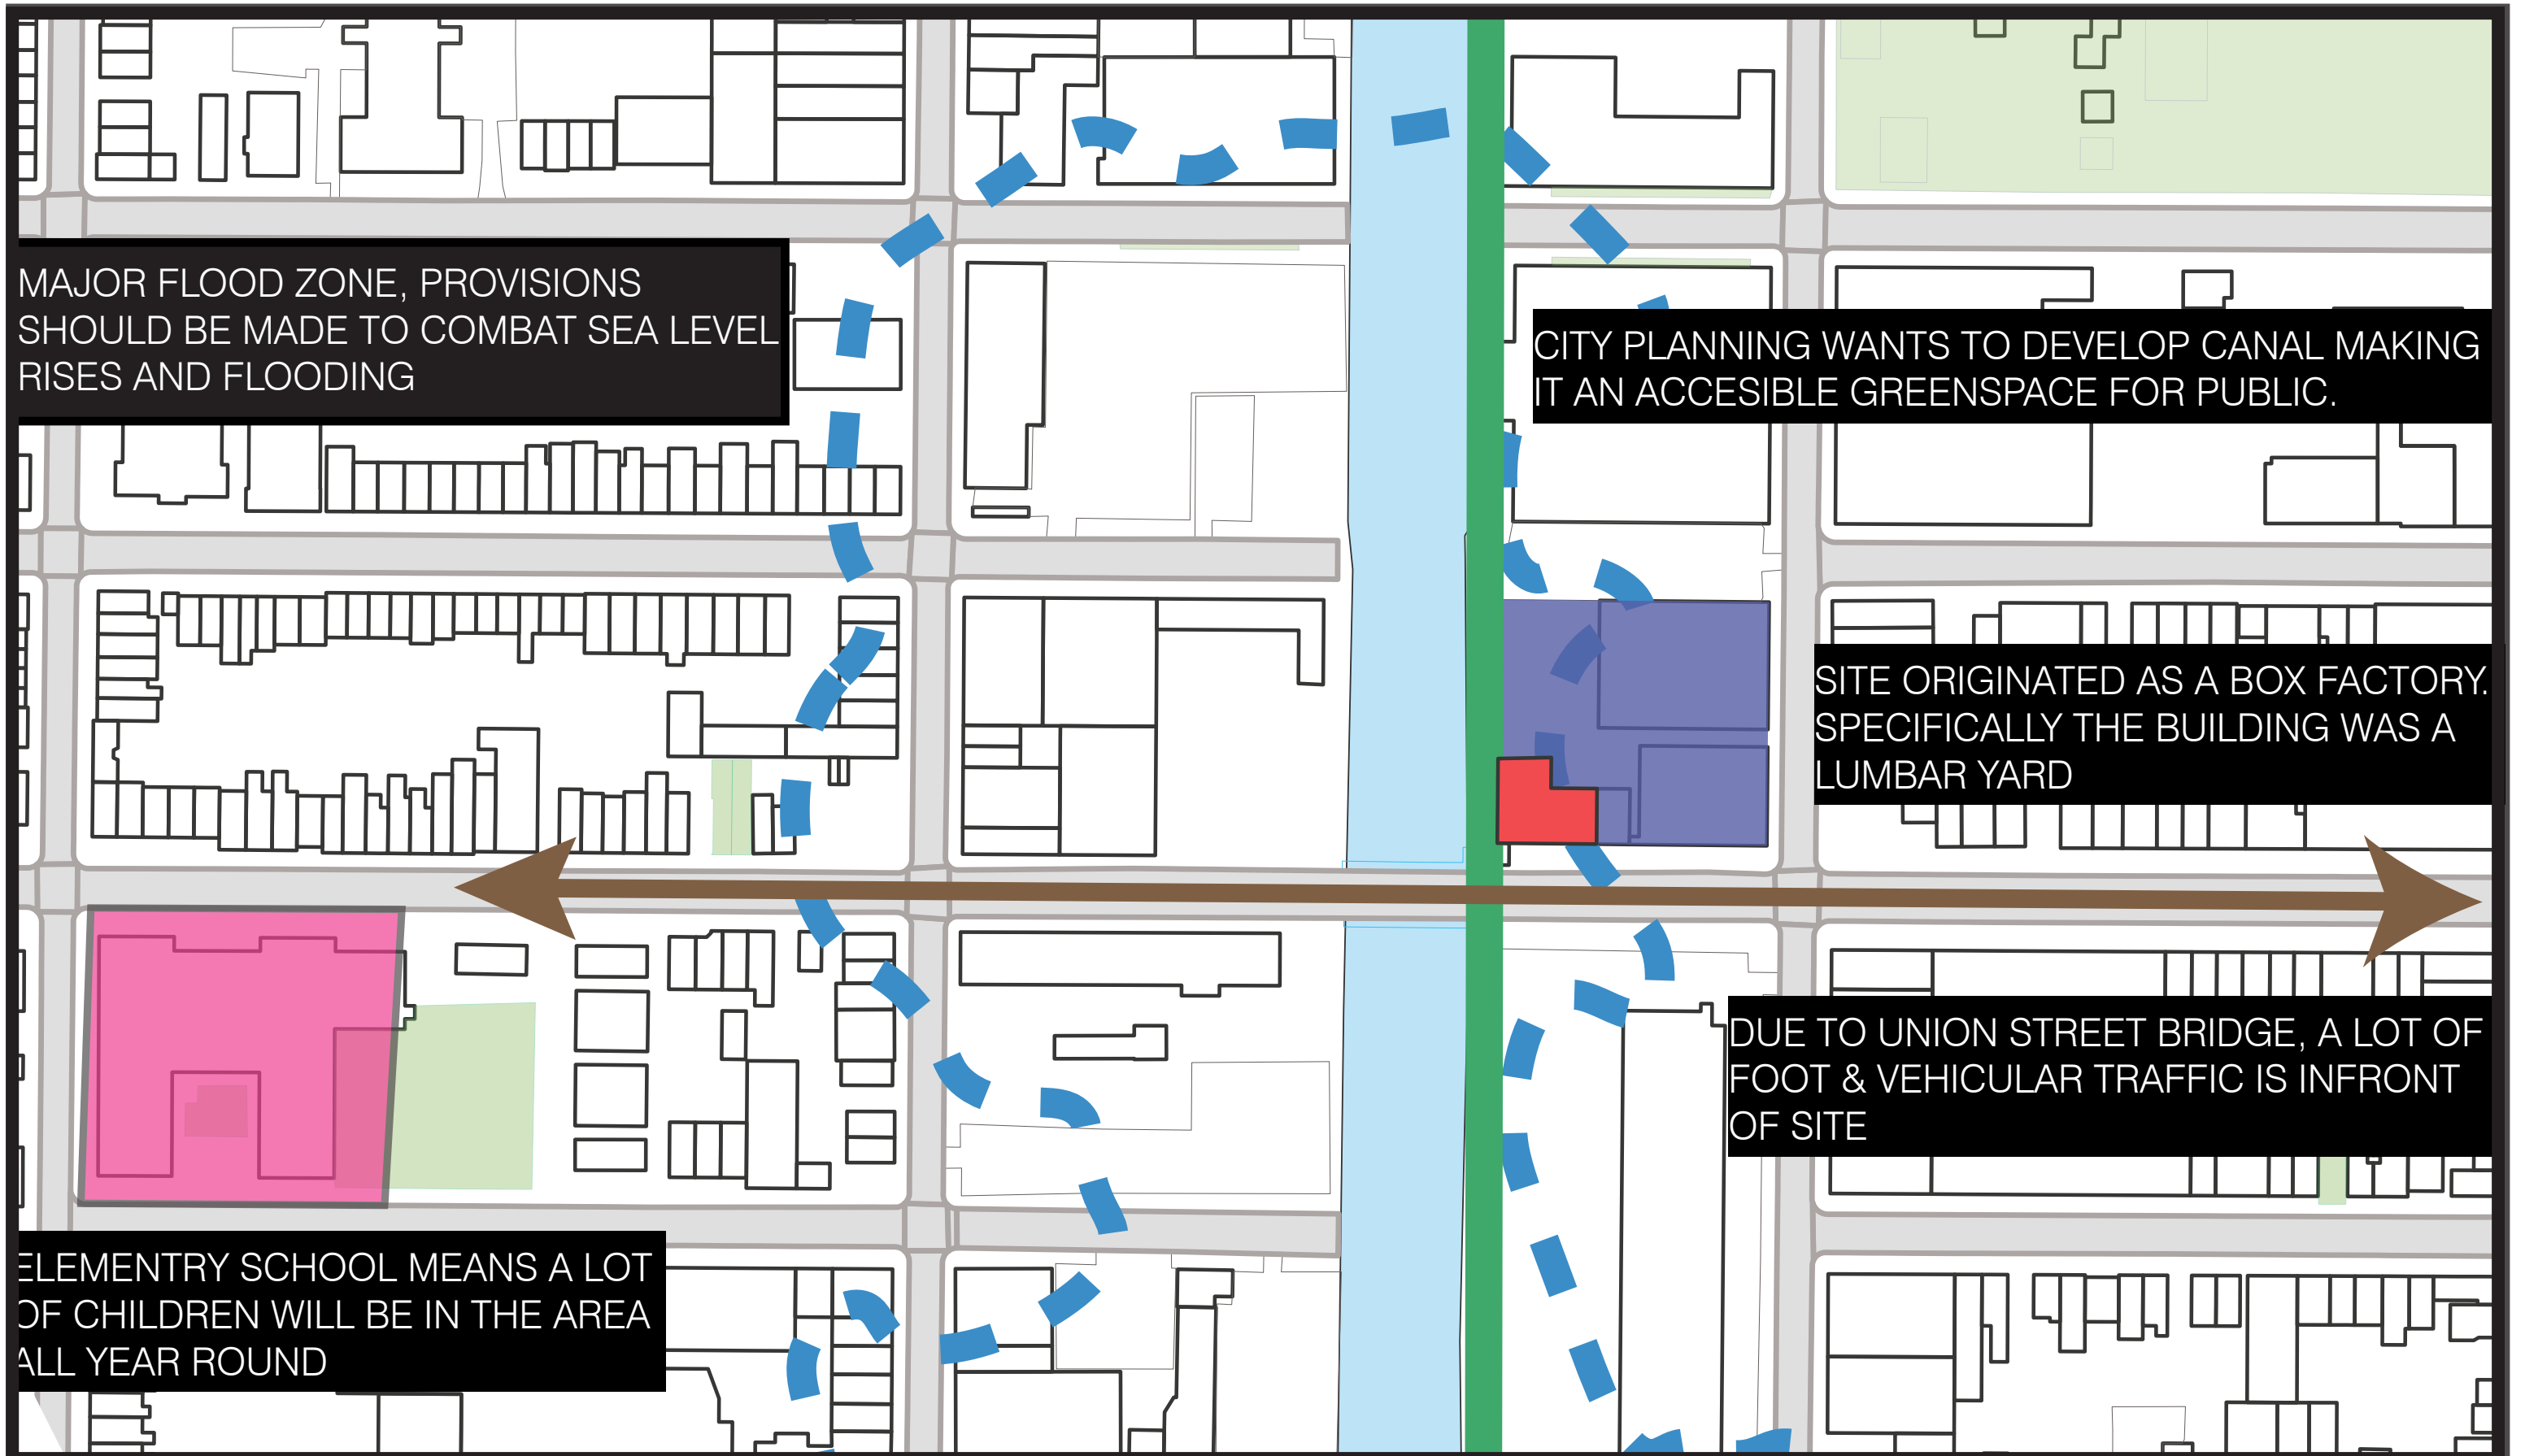 MAJOR FLOOD ZONE, PROVISIONS
SHOULD BE MADE TO COMBAT SEA LEVEL
RISES AND FLOODING
CITY PLANNING WANTS TO DEVELOP CANAL MAKING
IT AN ACCESIBLE GREENSPACE FOR PUBLIC.
SITE ORIGINATED AS A BOX FACTORY.
SPECIFICALLY THE BUILDING WAS A
LUMBAR YARD
DUE TO UNION STREET BRIDGE, A LOT OF
FOOT & VEHICULAR TRAFFIC IS INFRONT
OF SITE
ELEMENTRY SCHOOL MEANS A LOT
OF CHILDREN WILL BE IN THE AREA
ALL YEAR ROUND